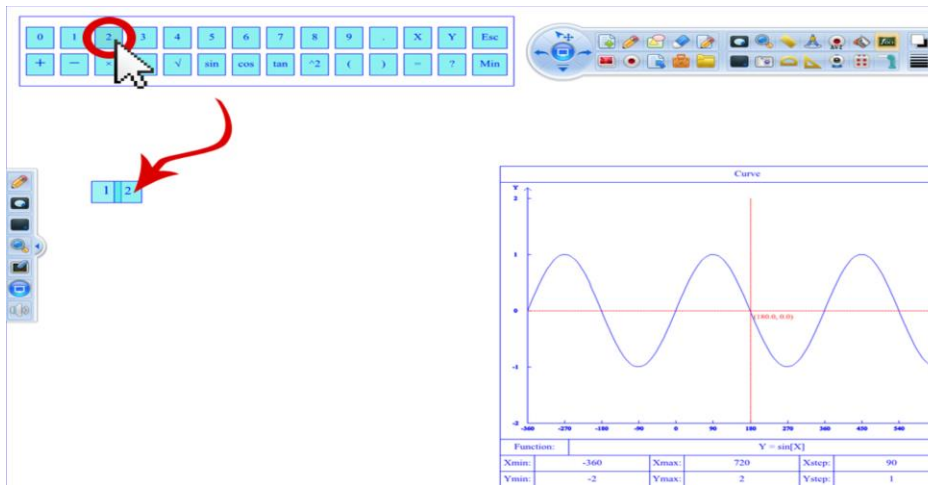 0 1 2 3 4 5 6 7 8 9 . X Y Esc
+ − × √ sin cos tan ^2 ( ) = ? Min
1 2
Curve
Y
2
1
0
-1
-2
-360 -270 -180 -90 0 90 180 270 360 450 540
(180.0, 0.0)
Function: Y = sin[X]
Xmin: -360 Xmax: 720 Xstep: 90
Ymin: -2 Ymax: 2 Ystep: 1